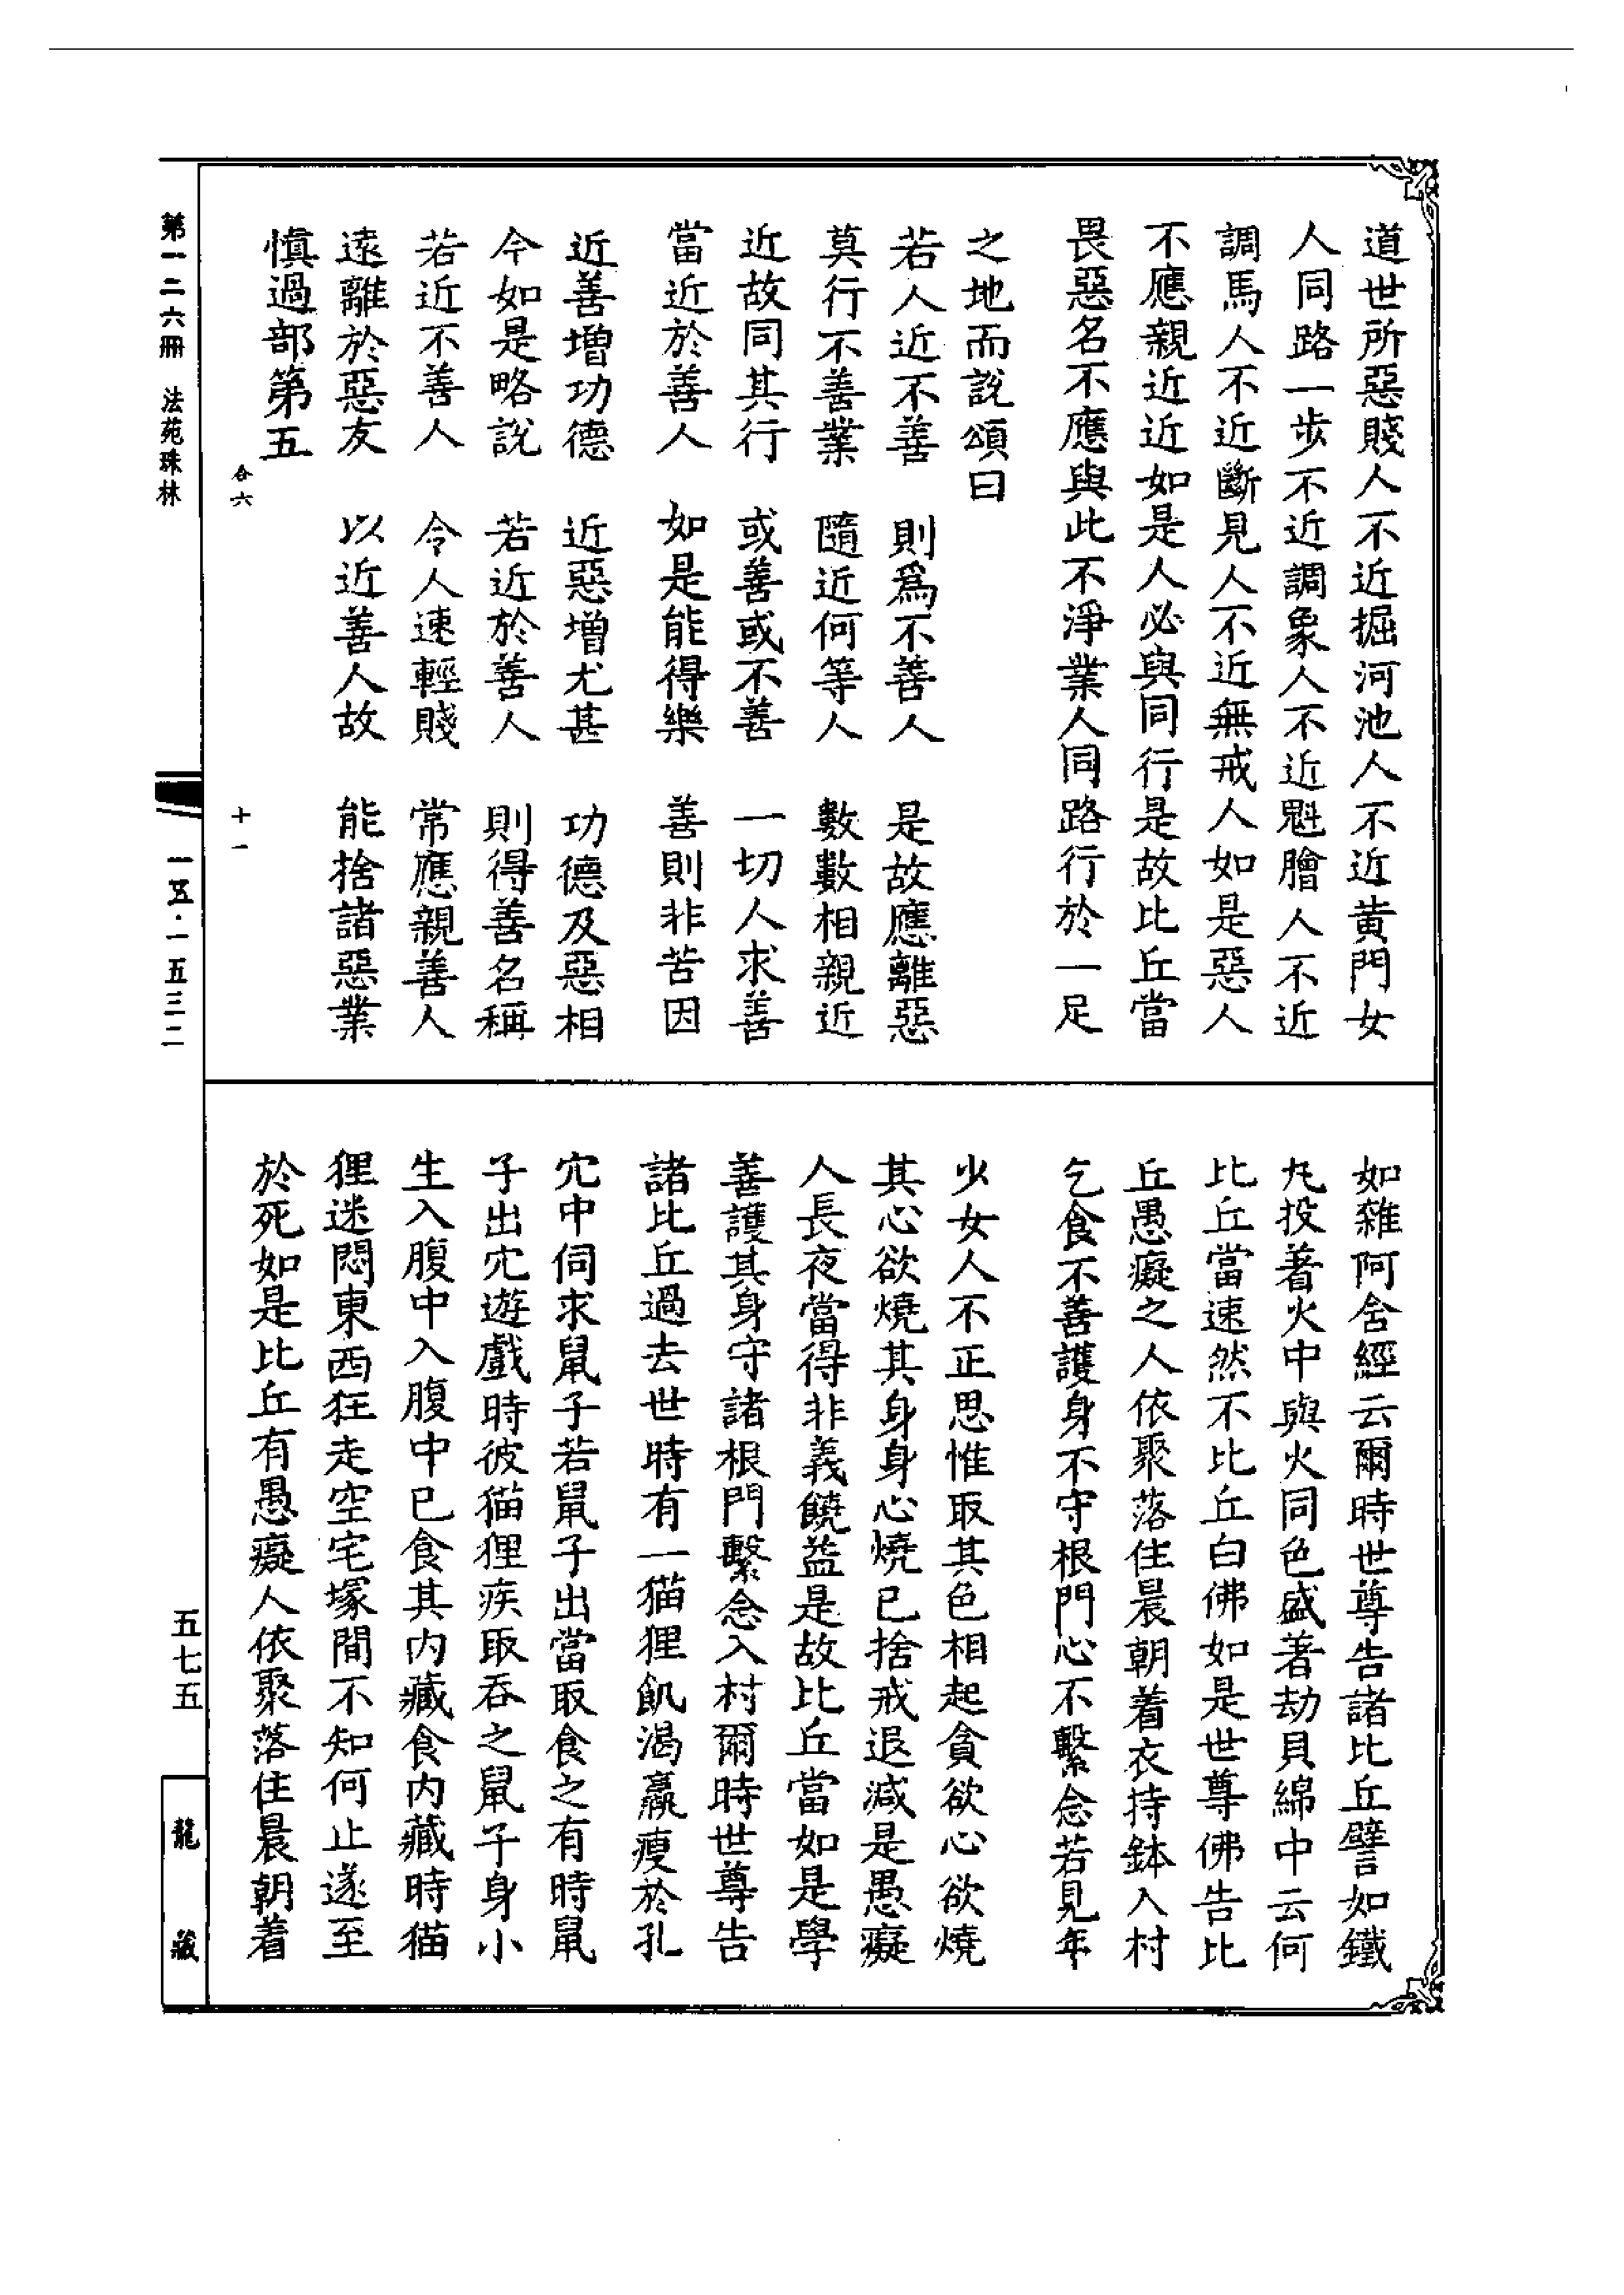 道世所惡賤人不近掘河池人不近黄門女
人同路一步不近調象人不近魁膾人不近
調馬人不近斷見人不近無戒人如是惡人
不應親近近如是人必與同行是故比丘當
畏惡名不應與此不淨業人同路行於一足
之地而說頌曰
若人近不善　則爲不善人　是故應離惡
莫行不善業　隨近何等人　數數相親近
近故同其行　或善或不善　一切人求善
當近於善人　如是能得樂　善則非苦因
近善增功德　近惡增尤甚　功德及惡相
今如是略說　若近於善人　則得善名稱
若近不善人　令人速輕賤　常應親善人
遠離於惡友　以近善人故　能捨諸惡業
慎過部第五
合六　十一
如雜阿含經云爾時世尊告諸比丘譬如鐵
丸投著火中與火同色盛著劫貝綿中云何
比丘當速然不比丘白佛如是世尊佛告比
丘愚癡之人依聚落住晨朝着衣持鉢入村
乞食不善護身不守根門心不繫念若見年
少女人不正思惟取其色相起貪欲心欲燒
其心欲燒其身身心燒已捨戒退減是愚癡
人長夜當得非義饒益是故比丘當如是學
善護其身守諸根門繫念入村爾時世尊告
諸比丘過去世時有一猫狸飢渴羸瘦於孔
穴中伺求鼠子若鼠子出當取食之有時鼠
子出穴遊戲時彼猫狸疾取吞之鼠子身小
生入腹中入腹中已食其内藏食内藏時猫
狸迷悶東西狂走空宅塚間不知何止遂至
於死如是比丘有愚癡人依聚落住晨朝着
第一二六冊　法苑珠林
一五·一五三二
五七五
龍藏